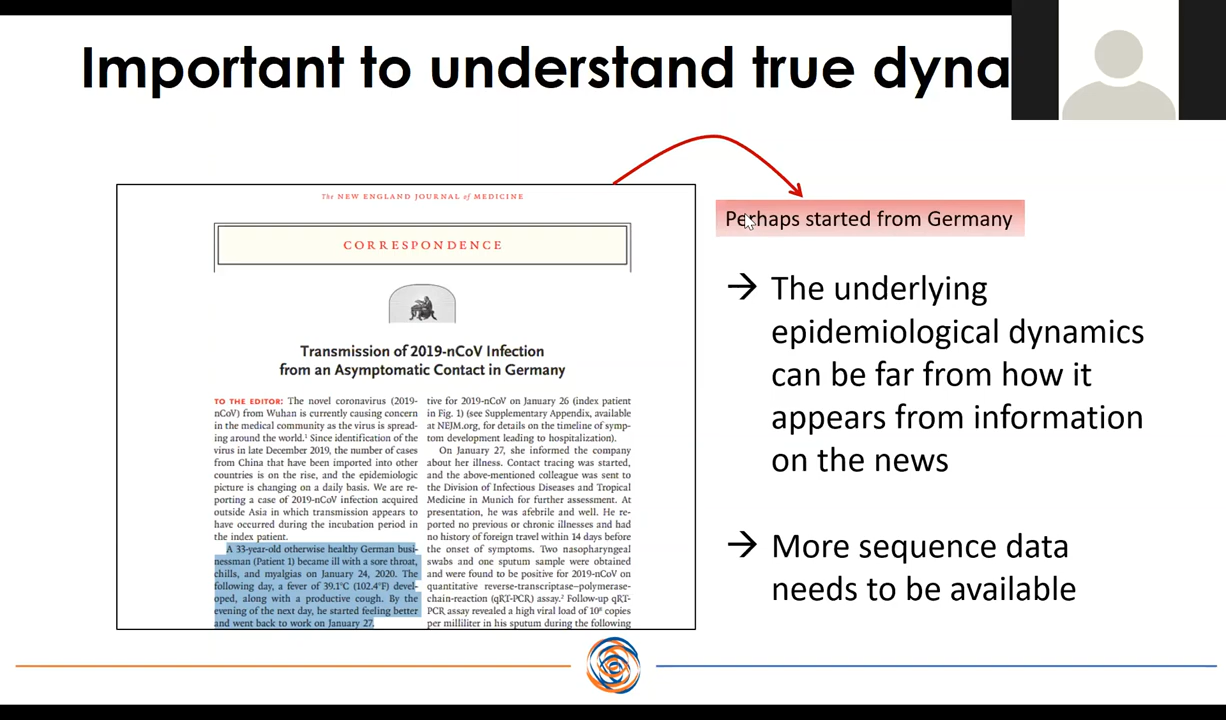 Important to understand true dyna
The NEW ENGLAND JOURNAL of MEDICINE
CORRESPONDENCE
Transmission of 2019-nCoV Infection
from an Asymptomatic Contact in Germany
TO THE EDITOR: The novel coronavirus (2019-
nCoV) from Wuhan is currently causing concern
in the medical community as the virus is spread-
ing around the world.¹ Since identification of the
virus in late December 2019, the number of cases
from China that have been imported into other
countries is on the rise, and the epidemiologic
picture is changing on a daily basis. We are re-
porting a case of 2019-nCoV infection acquired
outside Asia in which transmission appears to
have occurred during the incubation period in
the index patient.
A 33-year-old otherwise healthy German busi-
nessman (Patient 1) became ill with a sore throat,
chills, and myalgias on January 24, 2020. The
following day, a fever of 39.1°C (102.4°F) devel-
oped, along with a productive cough. By the
evening of the next day, he started feeling better
and went back to work on January 27.
tive for 2019-nCoV on January 26 (index patient
in Fig. 1) (see Supplementary Appendix, available
at NEJM.org, for details on the timeline of symp-
tom development leading to hospitalization).
On January 27, she informed the company
about her illness. Contact tracing was started,
and the above-mentioned colleague was sent to
the Division of Infectious Diseases and Tropical
Medicine in Munich for further assessment. At
presentation, he was afebrile and well. He re-
ported no previous or chronic illnesses and had
no history of foreign travel within 14 days before
the onset of symptoms. Two nasopharyngeal
swabs and one sputum sample were obtained
and were found to be positive for 2019-nCoV on
quantitative reverse-transcriptase–polymerase-
chain-reaction (qRT-PCR) assay.² Follow-up qRT-
PCR assay revealed a high viral load of 10⁸ copies
per milliliter in his sputum during the following
Perhaps started from Germany
→ The underlying
epidemiological dynamics
can be far from how it
appears from information
on the news
→ More sequence data
needs to be available